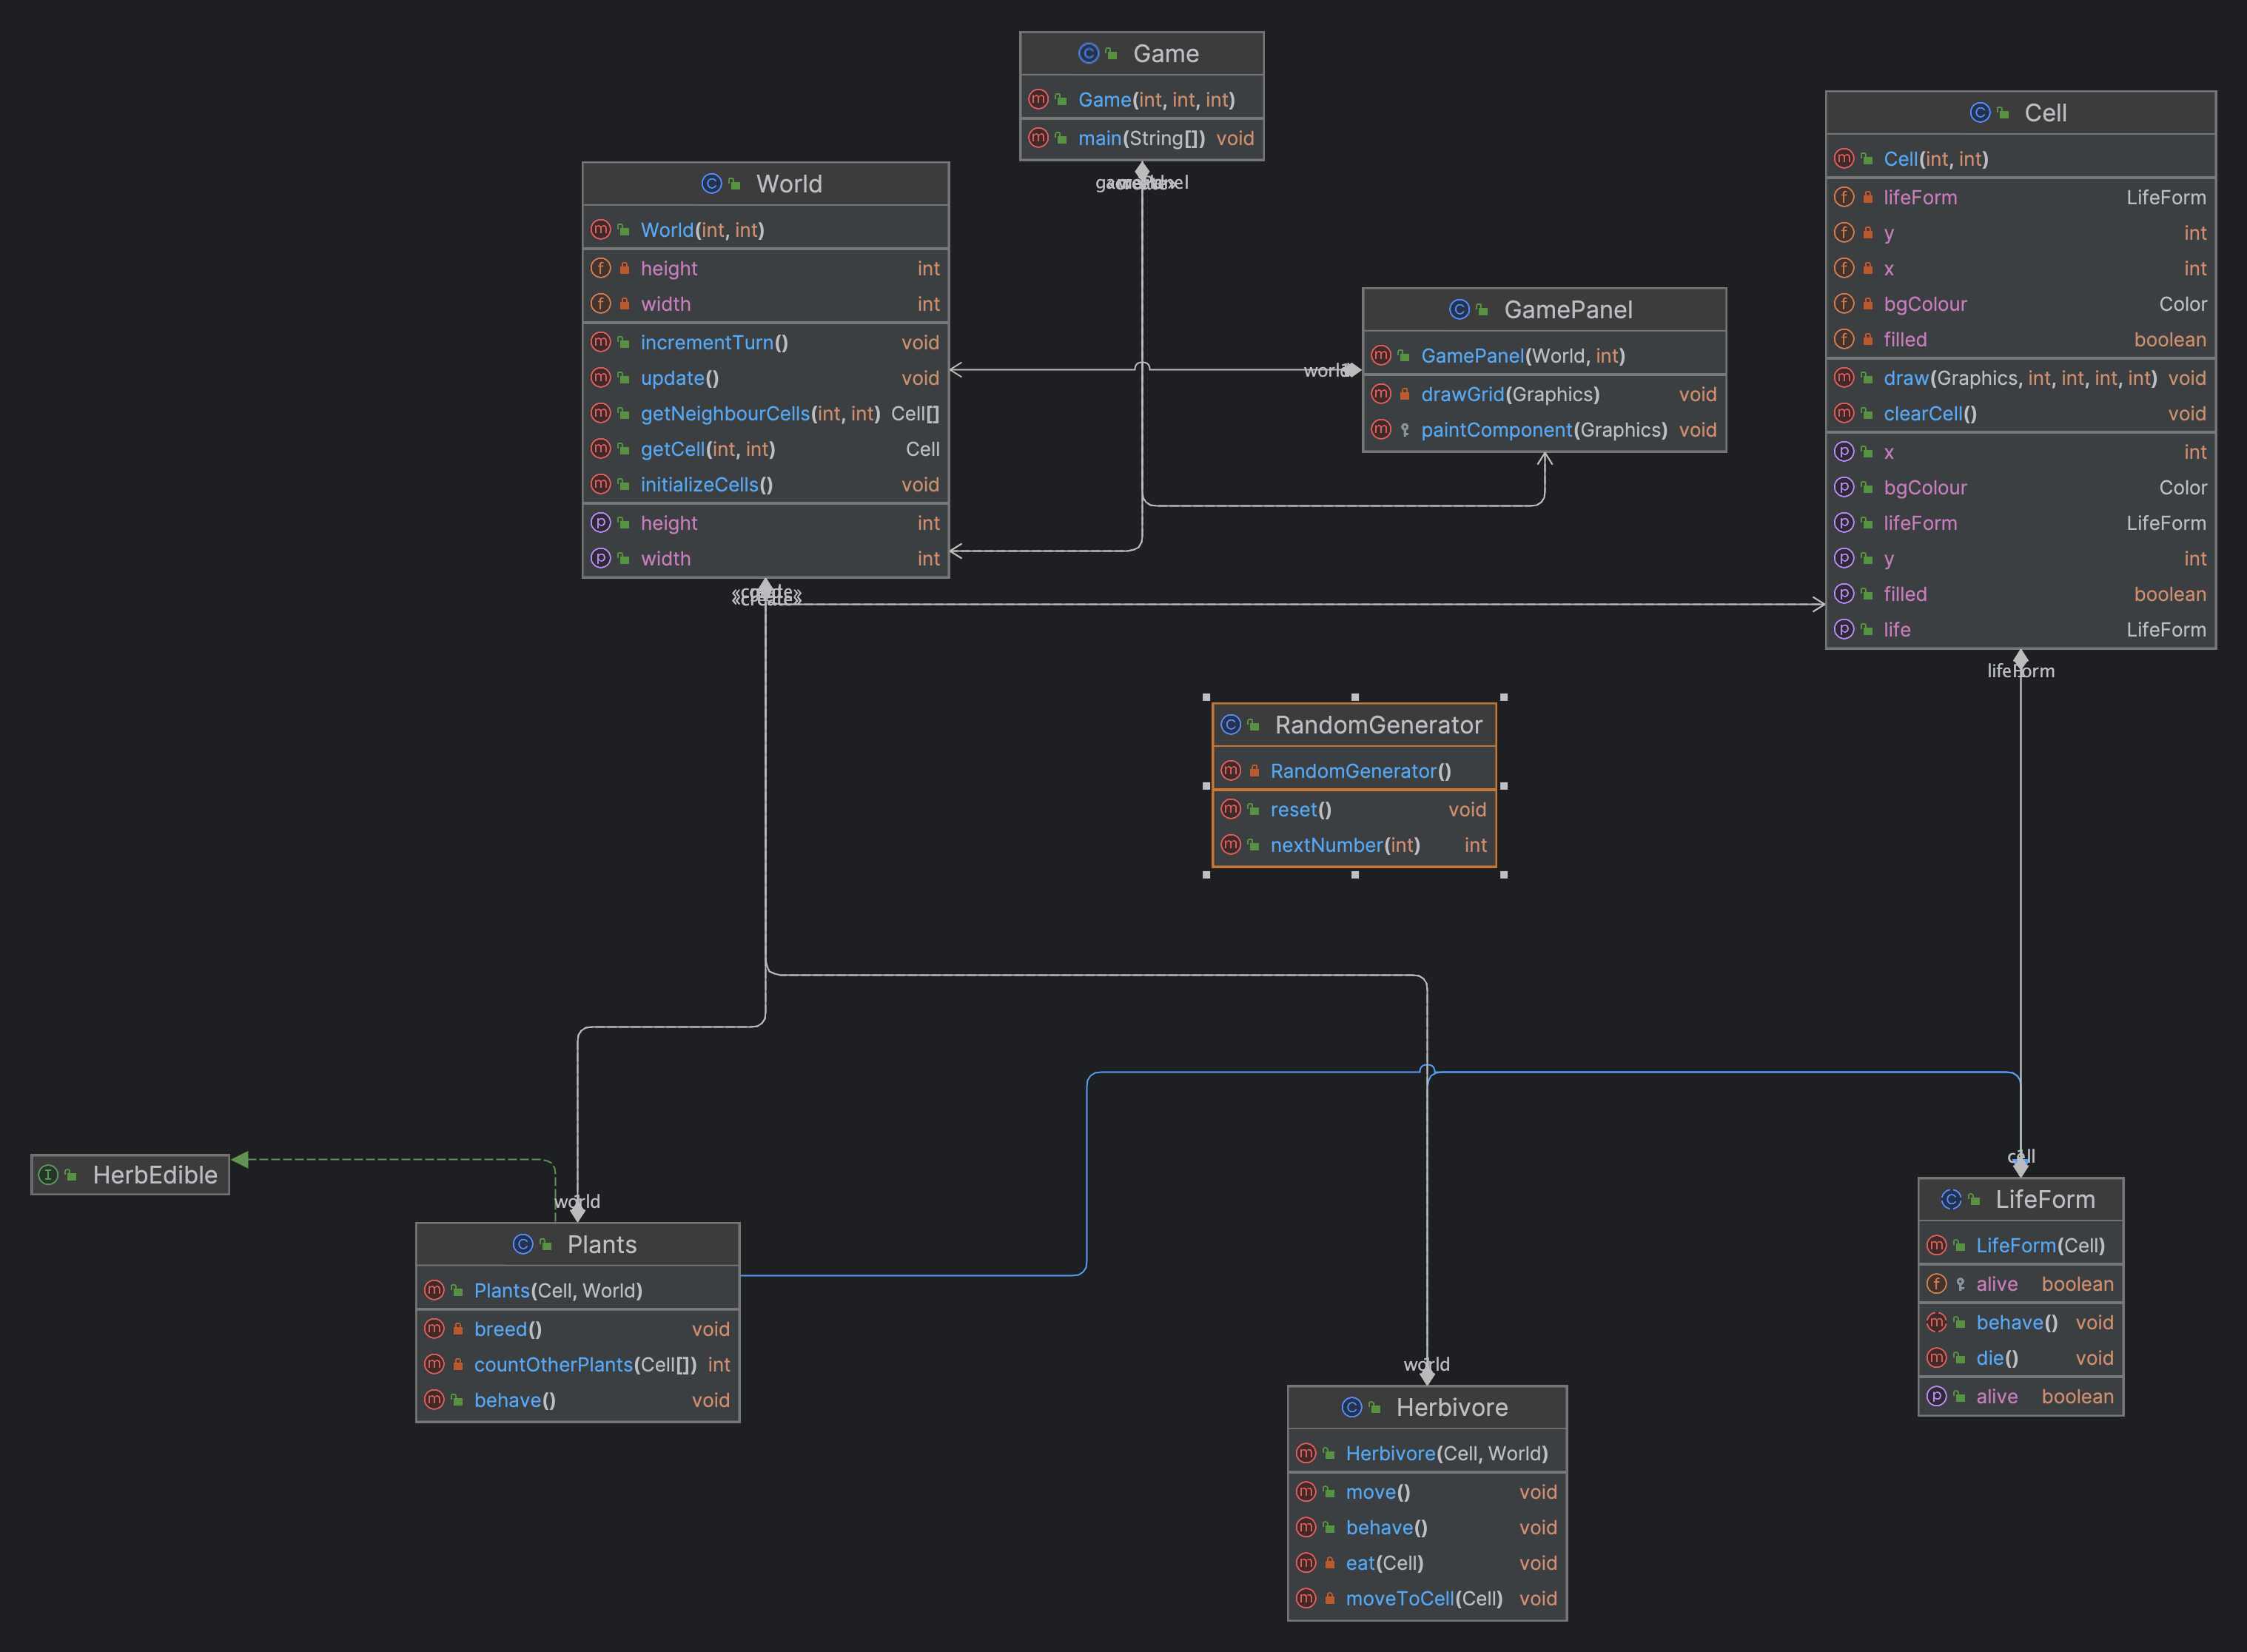 Game
Game(int, int, int)
main(String[]) void
Cell
Cell(int, int)
lifeForm LifeForm
y int
x int
bgColour Color
filled boolean
draw(Graphics, int, int, int, int) void
clearCell() void
x int
bgColour Color
lifeForm LifeForm
y int
filled boolean
life LifeForm
lifeForm
World
World(int, int)
height int
width int
incrementTurn() void
update() void
getNeighbourCells(int, int) Cell[]
getCell(int, int) Cell
initializeCells() void
height int
width int
«create»
GamePanel
GamePanel(World, int)
drawGrid(Graphics) void
paintComponent(Graphics) void
world
RandomGenerator
RandomGenerator()
reset() void
nextNumber(int) int
HerbEdible
world
Plants
Plants(Cell, World)
breed() void
countOtherPlants(Cell[]) int
behave() void
world
Herbivore
Herbivore(Cell, World)
move() void
behave() void
eat(Cell) void
moveToCell(Cell) void
cell
LifeForm
LifeForm(Cell)
alive boolean
behave() void
die() void
alive boolean